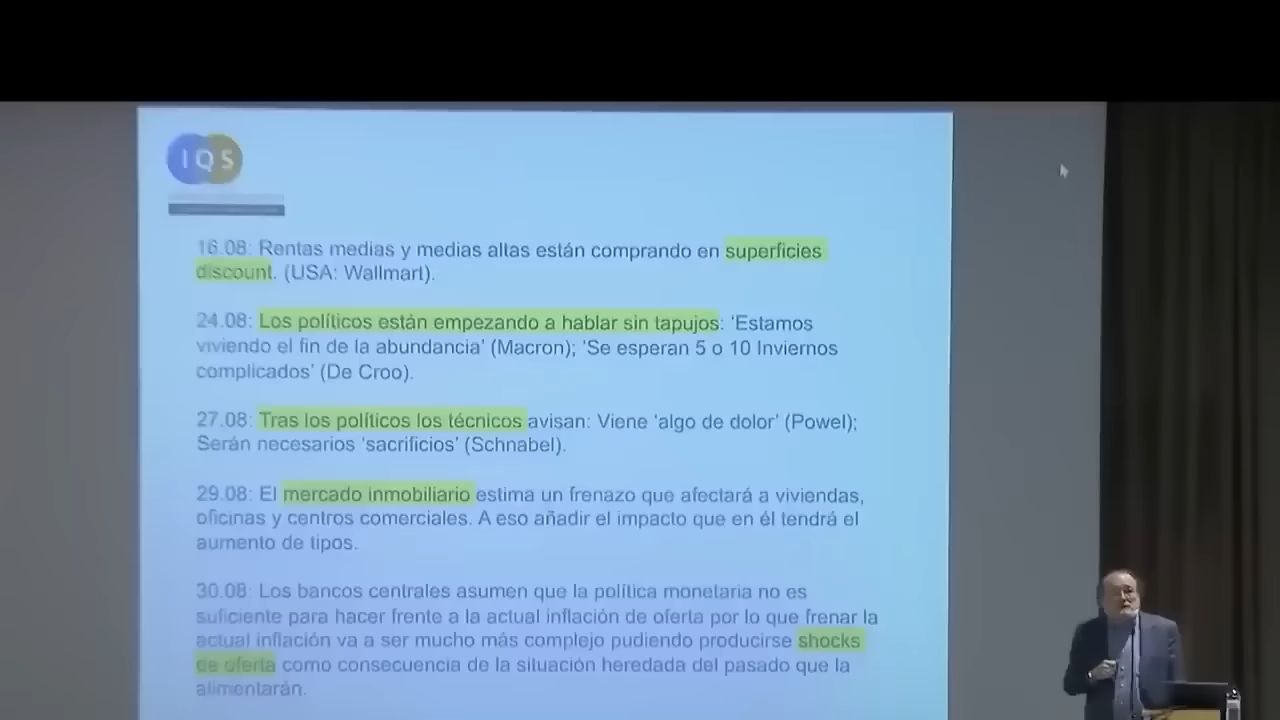 IQS
16.08: Rentas medias y medias altas están comprando en superficies
discount. (USA: Wallmart).
24.08: Los políticos están empezando a hablar sin tapujos: ‘Estamos
viviendo el fin de la abundancia’ (Macron); ‘Se esperan 5 o 10 Inviernos
complicados’ (De Croo).
27.08: Tras los políticos los técnicos avisan: Viene ‘algo de dolor’ (Powel);
Serán necesarios ‘sacrificios’ (Schnabel).
29.08: El mercado inmobiliario estima un frenazo que afectará a viviendas,
oficinas y centros comerciales. A eso añadir el impacto que en él tendrá el
aumento de tipos.
30.08: Los bancos centrales asumen que la política monetaria no es
suficiente para hacer frente a la actual inflación de oferta por lo que frenar la
actual inflación va a ser mucho más complejo pudiendo producirse shocks
de oferta como consecuencia de la situación heredada del pasado que la
alimentarán.